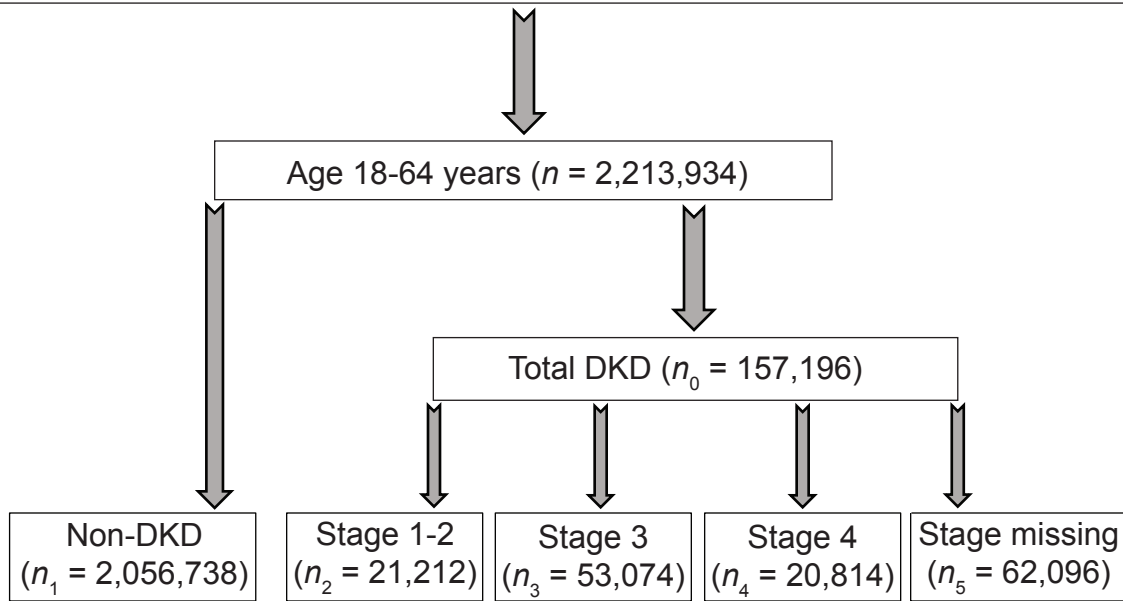 Age 18-64 years (n = 2,213,934)
Total DKD (n₀ = 157,196)
Non-DKD
(n₁ = 2,056,738)
Stage 1-2
(n₂ = 21,212)
Stage 3
(n₃ = 53,074)
Stage 4
(n₄ = 20,814)
Stage missing
(n₅ = 62,096)